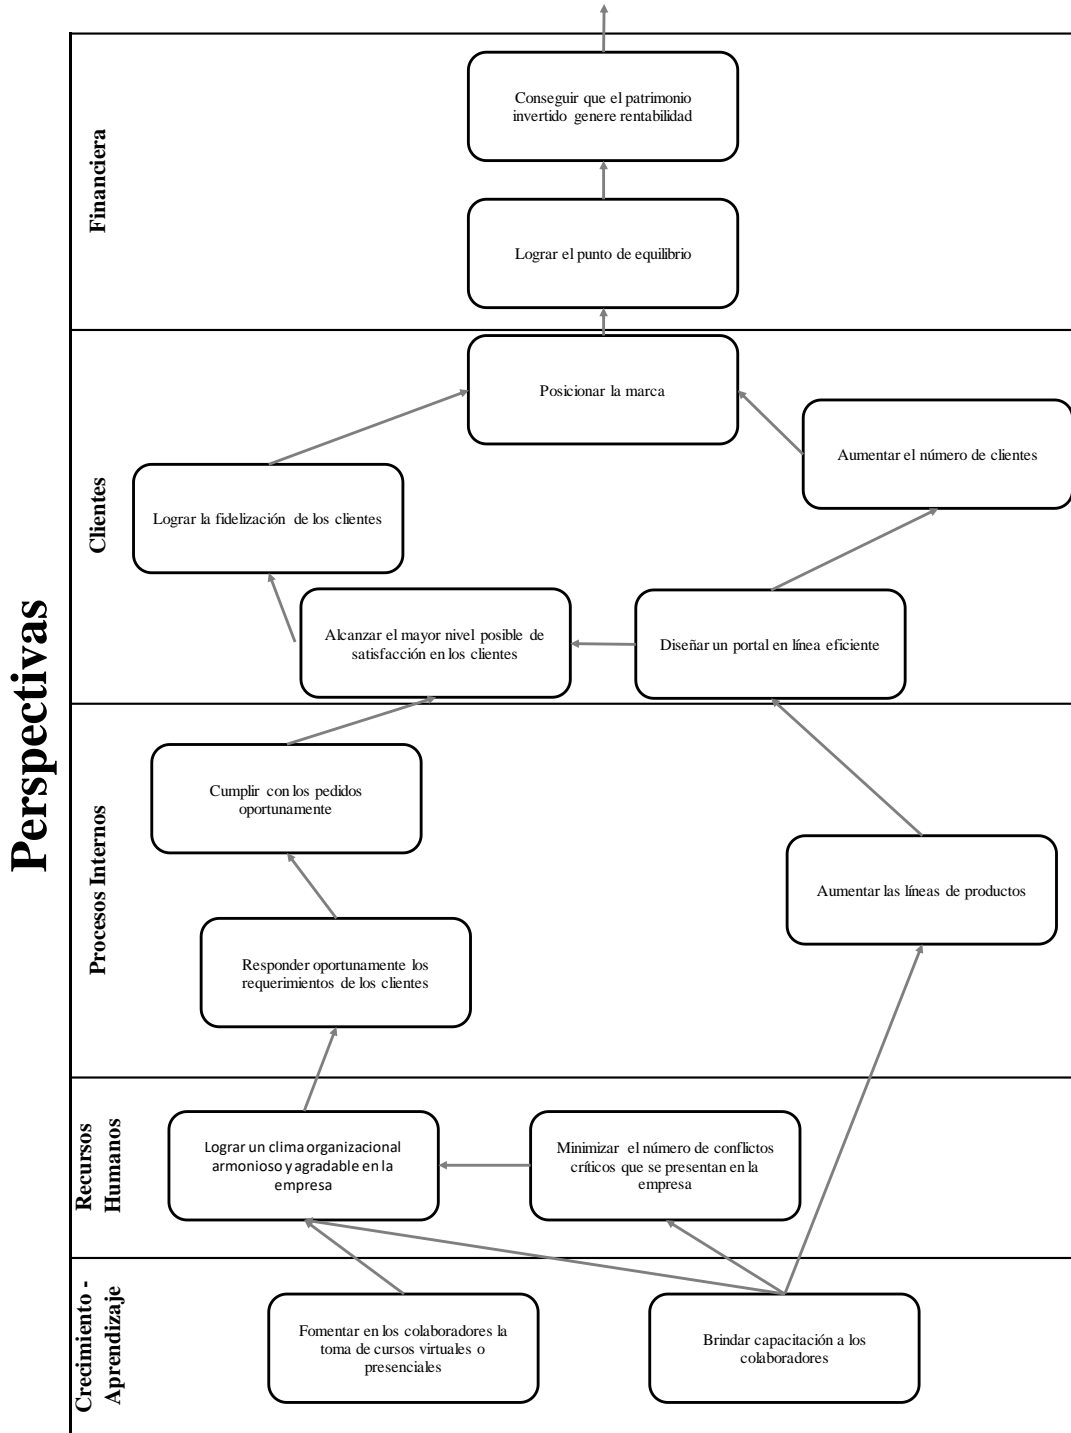 Perspectivas
Financiera
Conseguir que el patrimonio
invertido genere rentabilidad
Lograr el punto de equilibrio
Clientes
Posicionar la marca
Aumentar el número de clientes
Lograr la fidelización de los clientes
Alcanzar el mayor nivel posible de
satisfacción en los clientes
Diseñar un portal en línea eficiente
Procesos Internos
Cumplir con los pedidos
oportunamente
Aumentar las líneas de productos
Responder oportunamente los
requerimientos de los clientes
Recursos
Humanos
Lograr un clima organizacional
armonioso y agradable en la
empresa
Minimizar el número de conflictos
críticos que se presentan en la
empresa
Crecimiento -
Aprendizaje
Fomentar en los colaboradores la
toma de cursos virtuales o
presenciales
Brindar capacitación a los
colaboradores